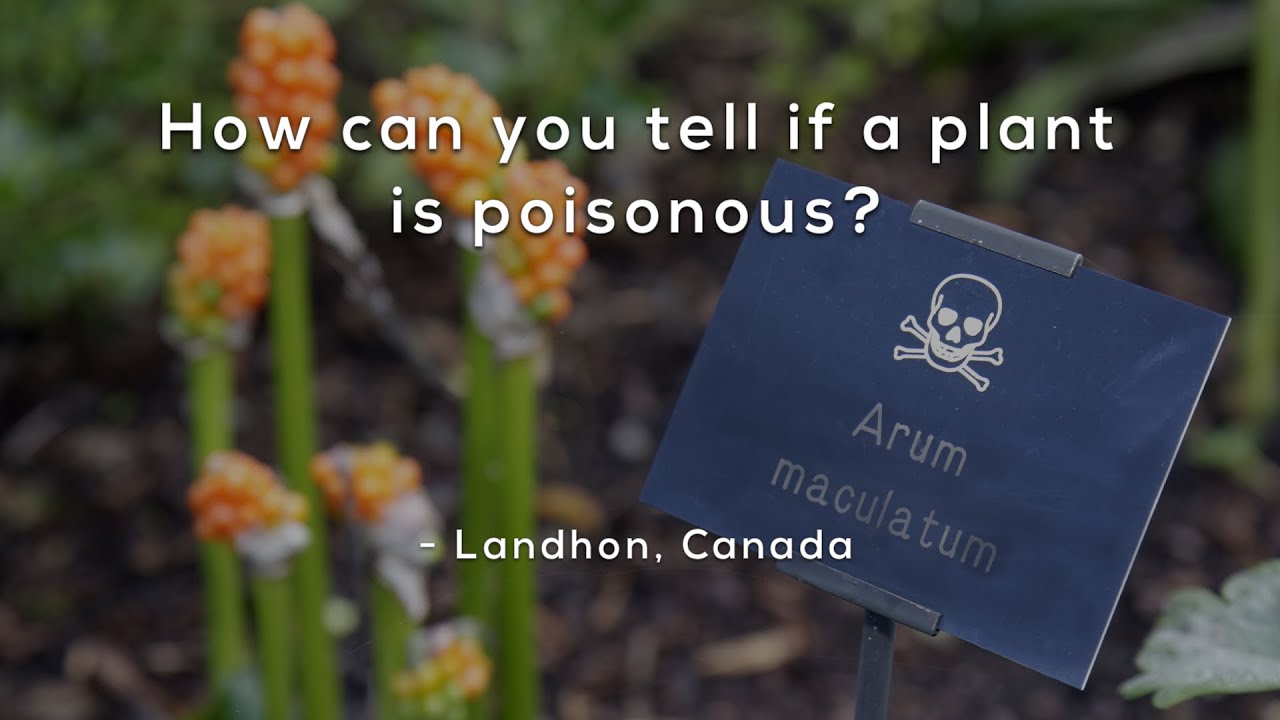 How can you tell if a plant
is poisonous?
Arum
maculatum
- Landhon, Canada